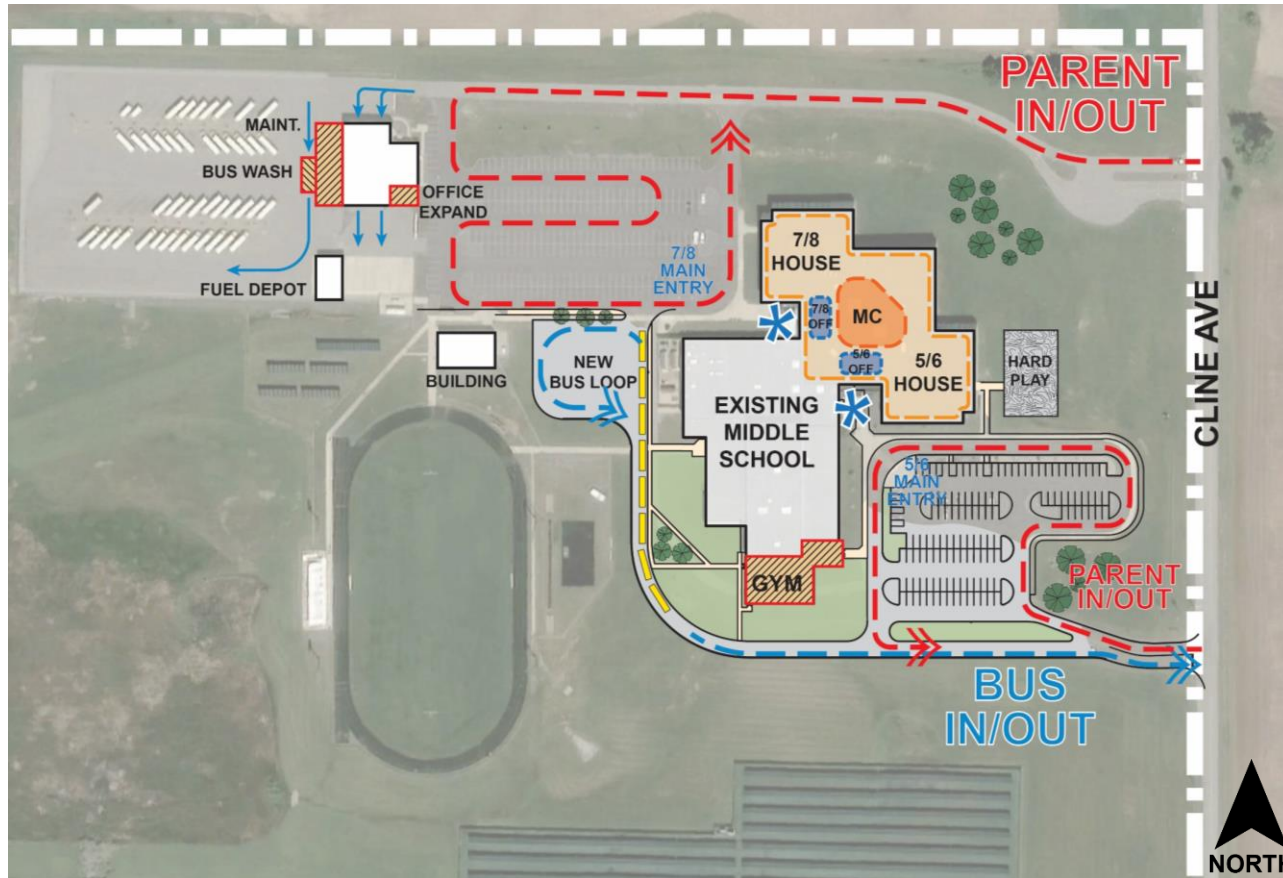 PARENT
IN/OUT
MAINT.
BUS WASH
OFFICE
EXPAND
FUEL DEPOT
7/8
MAIN
ENTRY
7/8
HOUSE
7/8
OFF
MC
5/6
OFF
5/6
HOUSE
HARD
PLAY
CLINE AVE
BUILDING
NEW
BUS LOOP
EXISTING
MIDDLE
SCHOOL
5/6
MAIN
ENTRY
GYM
PARENT
IN/OUT
BUS
IN/OUT
NORTH